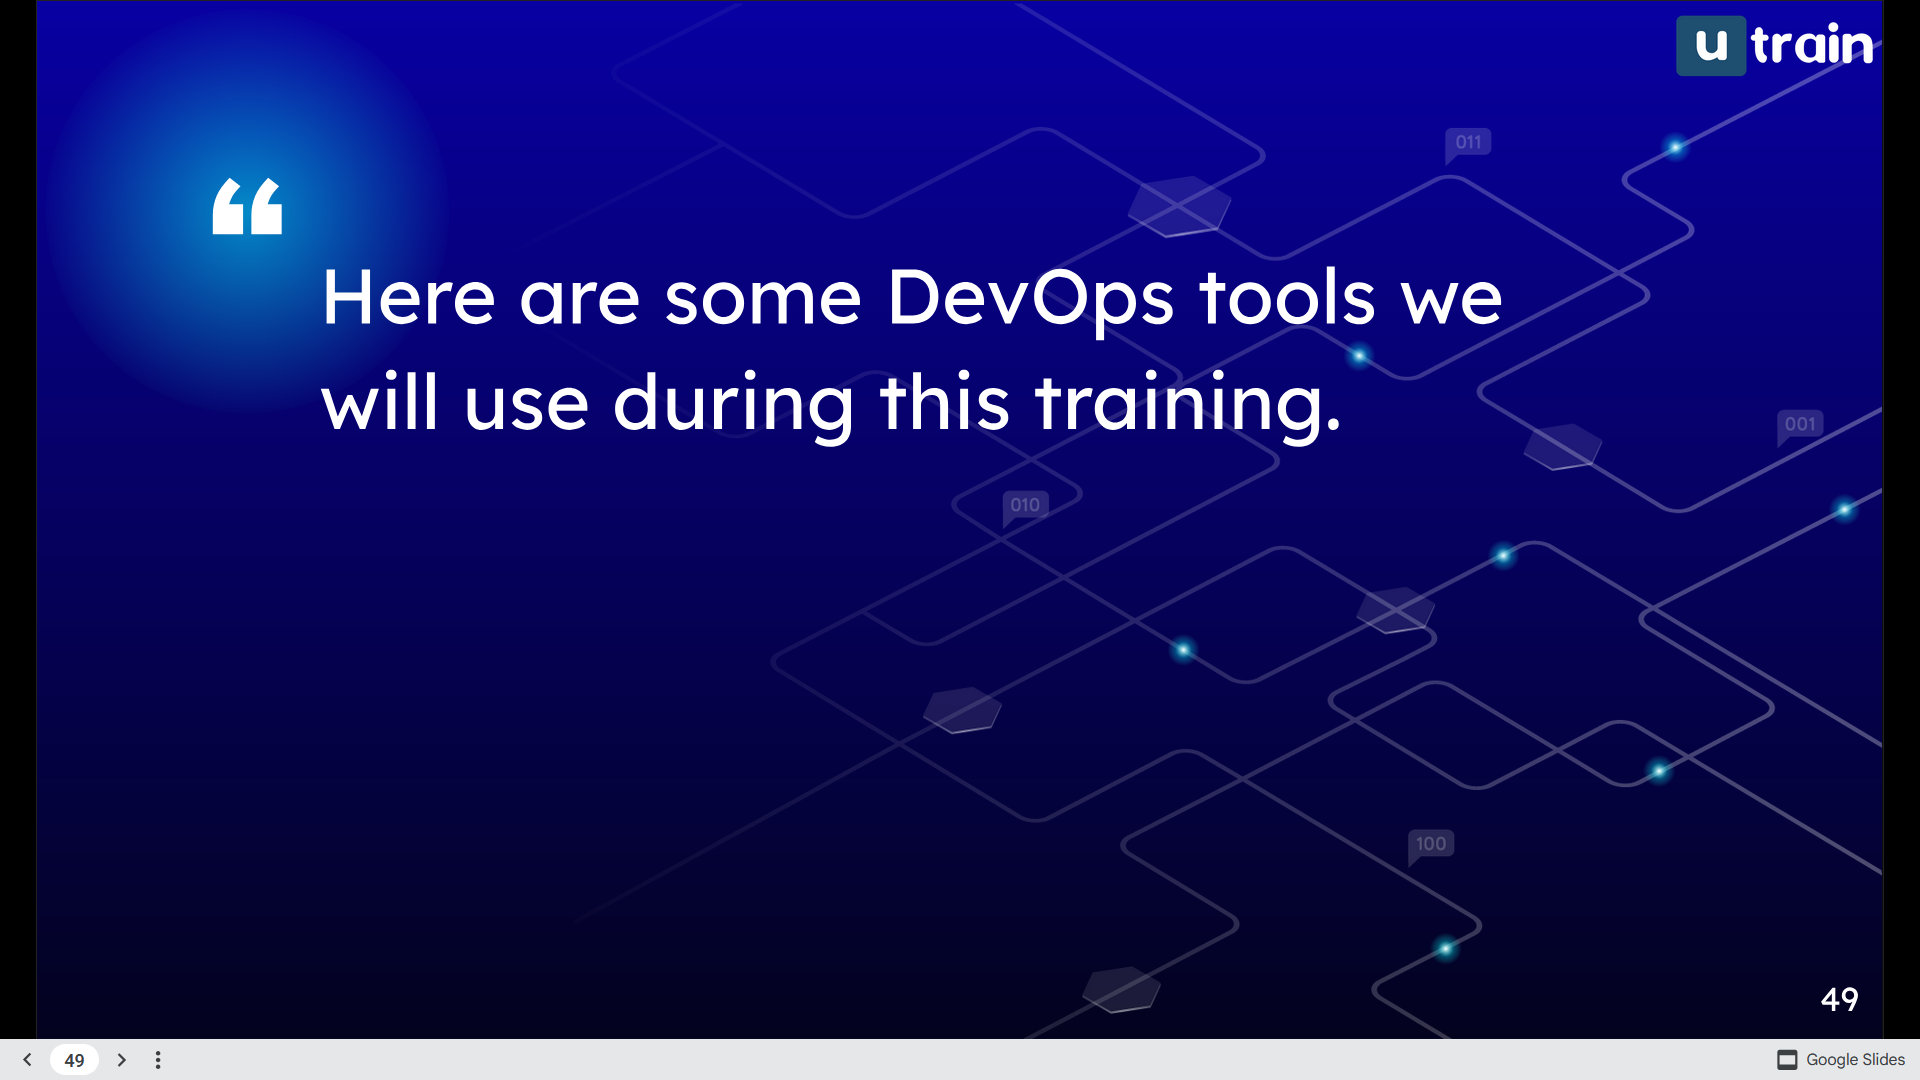 u train
011
“
Here are some DevOps tools we
will use during this training.
001
010
100
49
49
Google Slides